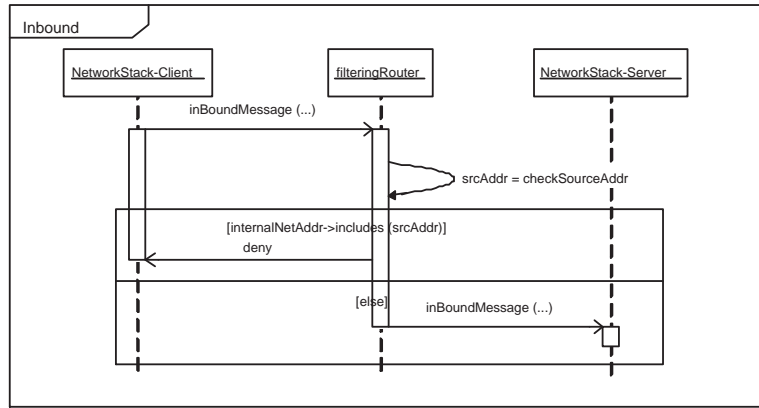 Inbound
NetworkStack-Client
filteringRouter
NetworkStack-Server
inBoundMessage (...)
srcAddr = checkSourceAddr
[internalNetAddr->includes (srcAddr)]
deny
[else]
inBoundMessage (...)